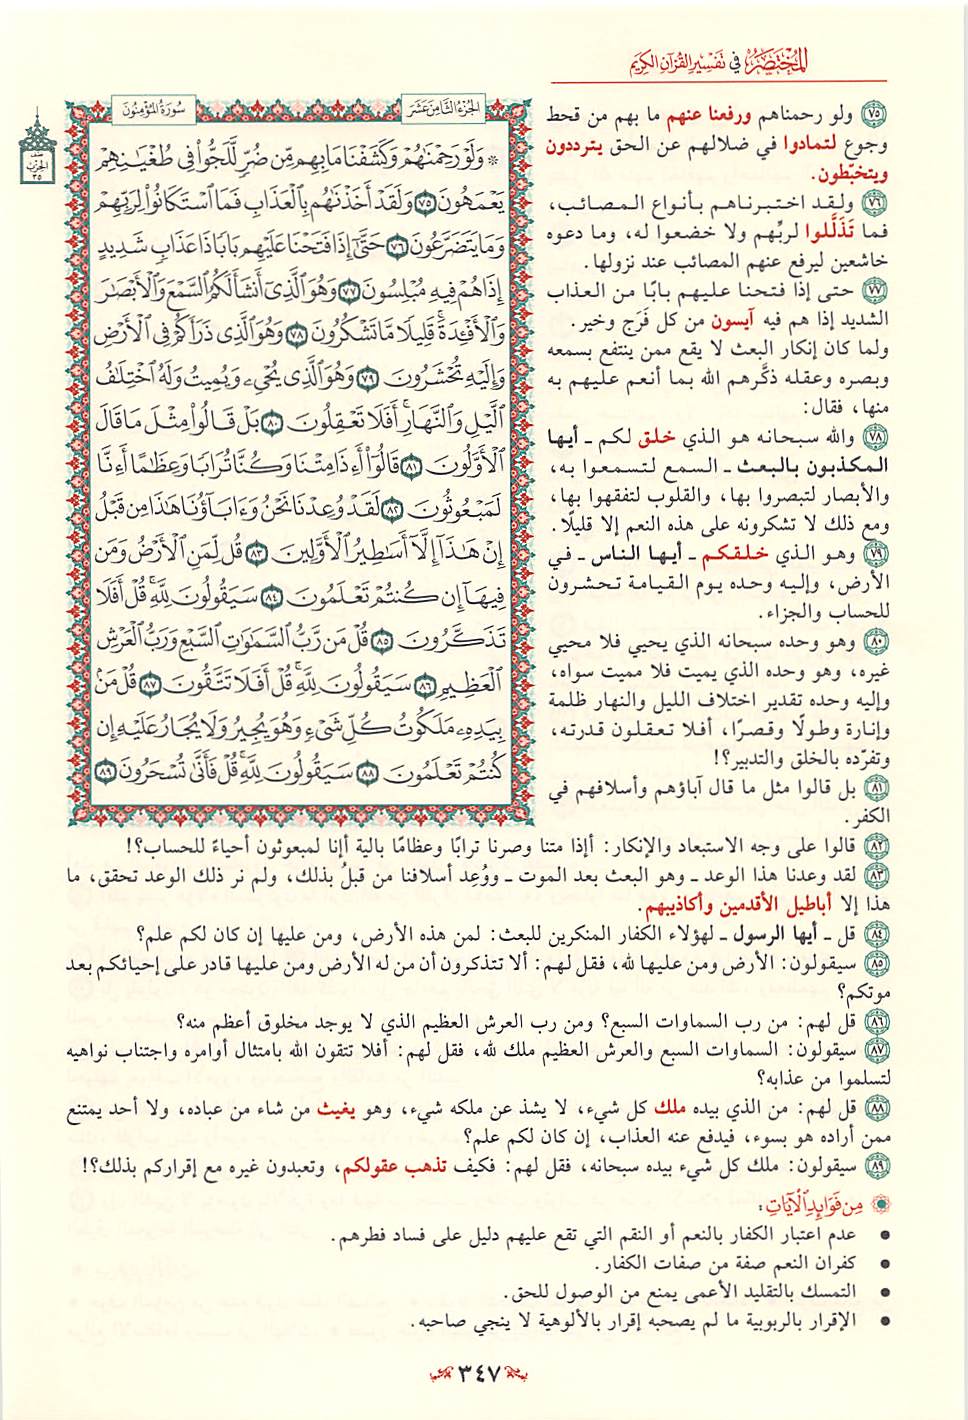 المختصر في تفسير القرآن الكريم
الجزء الثامن عشر
سورة المؤمنون
نصف
الحزب
٣٥
۞ وَلَوْ رَحِمْنَٰهُمْ وَكَشَفْنَا مَا بِهِم مِّن ضُرٍّ لَّلَجُّوا۟ فِى طُغْيَٰنِهِمْ
يَعْمَهُونَ ٧٥ وَلَقَدْ أَخَذْنَٰهُم بِٱلْعَذَابِ فَمَا ٱسْتَكَانُوا۟ لِرَبِّهِمْ
وَمَا يَتَضَرَّعُونَ ٧٦ حَتَّىٰٓ إِذَا فَتَحْنَا عَلَيْهِم بَابًا ذَا عَذَابٍ شَدِيدٍ
إِذَا هُمْ فِيهِ مُبْلِسُونَ ٧٧ وَهُوَ ٱلَّذِىٓ أَنشَأَ لَكُمُ ٱلسَّمْعَ وَٱلْأَبْصَٰرَ
وَٱلْأَفْـِٔدَةَ ۚ قَلِيلًا مَّا تَشْكُرُونَ ٧٨ وَهُوَ ٱلَّذِى ذَرَأَكُمْ فِى ٱلْأَرْضِ
وَإِلَيْهِ تُحْشَرُونَ ٧٩ وَهُوَ ٱلَّذِى يُحْىِۦ وَيُمِيتُ وَلَهُ ٱخْتِلَٰفُ
ٱلَّيْلِ وَٱلنَّهَارِ ۚ أَفَلَا تَعْقِلُونَ ٨٠ بَلْ قَالُوا۟ مِثْلَ مَا قَالَ
ٱلْأَوَّلُونَ ٨١ قَالُوٓا۟ أَءِذَا مِتْنَا وَكُنَّا تُرَابًا وَعِظَٰمًا أَءِنَّا
لَمَبْعُوثُونَ ٨٢ لَقَدْ وُعِدْنَا نَحْنُ وَءَابَآؤُنَا هَٰذَا مِن قَبْلُ
إِنْ هَٰذَآ إِلَّآ أَسَٰطِيرُ ٱلْأَوَّلِينَ ٨٣ قُل لِّمَنِ ٱلْأَرْضُ وَمَن
فِيهَآ إِن كُنتُمْ تَعْلَمُونَ ٨٤ سَيَقُولُونَ لِلَّهِ ۚ قُلْ أَفَلَا
تَذَكَّرُونَ ٨٥ قُلْ مَن رَّبُّ ٱلسَّمَٰوَٰتِ ٱلسَّبْعِ وَرَبُّ ٱلْعَرْشِ
ٱلْعَظِيمِ ٨٦ سَيَقُولُونَ لِلَّهِ ۚ قُلْ أَفَلَا تَتَّقُونَ ٨٧ قُلْ مَنۢ
بِيَدِهِۦ مَلَكُوتُ كُلِّ شَىْءٍ وَهُوَ يُجِيرُ وَلَا يُجَارُ عَلَيْهِ إِن
كُنتُمْ تَعْلَمُونَ ٨٨ سَيَقُولُونَ لِلَّهِ ۚ قُلْ فَأَنَّىٰ تُسْحَرُونَ ٨٩
٧٥ ولو رحمناهم ورفعنا عنهم ما بهم من قحط
وجوع لتمادوا في ضلالهم عن الحق يترددون
ويتخبّطون.
٧٦ ولقد اختبرناهم بأنواع المصائب،
فما تَذَلَّلوا لربِّهم ولا خضعوا له، وما دعوه
خاشعين ليرفع عنهم المصائب عند نزولها.
٧٧ حتى إذا فتحنا عليهم بابًا من العذاب
الشديد إذا هم فيه آيسون من كل فَرَج وخير.
ولما كان إنكار البعث لا يقع ممن ينتفع بسمعه
وبصره وعقله ذكَّرهم الله بما أنعم عليهم به
منها، فقال:
٧٨ والله سبحانه هو الذي خلق لكم ـ أيها
المكذبون بالبعث ـ السمع لتسمعوا به،
والأبصار لتبصروا بها، والقلوب لتفقهوا بها،
ومع ذلك لا تشكرونه على هذه النعم إلا قليلًا.
٧٩ وهو الذي خلقكم ـ أيها الناس ـ في
الأرض، وإليه وحده يوم القيامة تحشرون
للحساب والجزاء.
٨٠ وهو وحده سبحانه الذي يحيي فلا محيي
غيره، وهو وحده الذي يميت فلا مميت سواه،
وإليه وحده تقدير اختلاف الليل والنهار ظلمة
وإنارة وطولًا وقصرًا، أفلا تعقلون قدرته،
وتفرّده بالخلق والتدبير؟!
٨١ بل قالوا مثل ما قال آباؤهم وأسلافهم في
الكفر.
٨٢ قالوا على وجه الاستبعاد والإنكار: أإذا متنا وصرنا ترابًا وعظامًا بالية أإنا لمبعوثون أحياءً للحساب؟!
٨٣ لقد وعدنا هذا الوعد ـ وهو البعث بعد الموت ـ ووُعِد أسلافنا من قبلُ بذلك، ولم نر ذلك الوعد تحقق، ما
هذا إلا أباطيل الأقدمين وأكاذيبهم.
٨٤ قل ـ أيها الرسول ـ لهؤلاء الكفار المنكرين للبعث: لمن هذه الأرض، ومن عليها إن كان لكم علم؟
٨٥ سيقولون: الأرض ومن عليها لله، فقل لهم: ألا تتذكرون أن من له الأرض ومن عليها قادر على إحيائكم بعد
موتكم؟
٨٦ قل لهم: من رب السماوات السبع؟ ومن رب العرش العظيم الذي لا يوجد مخلوق أعظم منه؟
٨٧ سيقولون: السماوات السبع والعرش العظيم ملك لله، فقل لهم: أفلا تتقون الله بامتثال أوامره واجتناب نواهيه
لتسلموا من عذابه؟
٨٨ قل لهم: من الذي بيده ملك كل شيء، لا يشذ عن ملكه شيء، وهو يغيث من شاء من عباده، ولا أحد يمتنع
ممن أراده هو بسوء، فيدفع عنه العذاب، إن كان لكم علم؟
٨٩ سيقولون: ملك كل شيء بيده سبحانه، فقل لهم: فكيف تذهب عقولكم، وتعبدون غيره مع إقراركم بذلك؟!
من فوائد الآيات:
• عدم اعتبار الكفار بالنعم أو النقم التي تقع عليهم دليل على فساد فطرهم.
• كفران النعم صفة من صفات الكفار.
• التمسك بالتقليد الأعمى يمنع من الوصول للحق.
• الإقرار بالربوبية ما لم يصحبه إقرار بالألوهية لا ينجي صاحبه.
٣٤٧